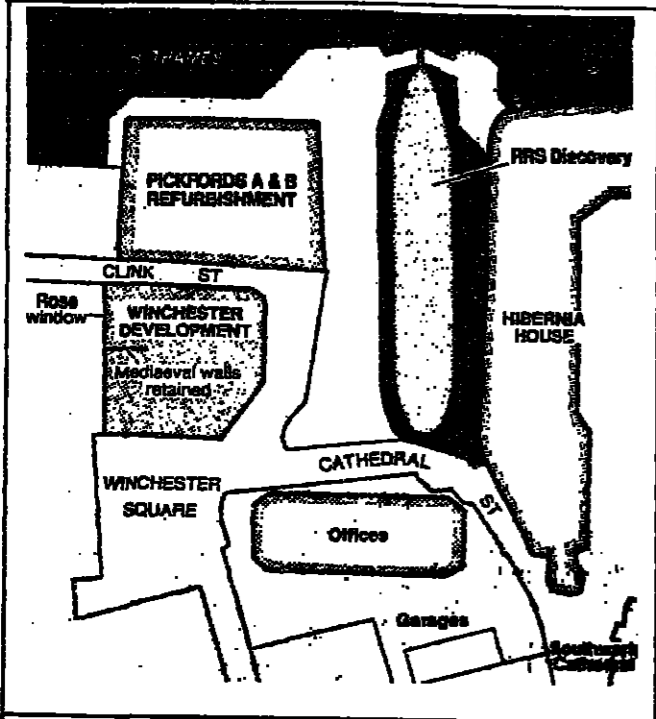 R THAMES
PICKFORDS A & B
REFURBISHMENT
RRS Discovery
CLINK ST
Rose
window
WINCHESTER
DEVELOPMENT
Mediaeval walls
retained
HIBERNIA
HOUSE
CATHEDRAL
ST
WINCHESTER
SQUARE
Offices
Garages
Southwark
Cathedral